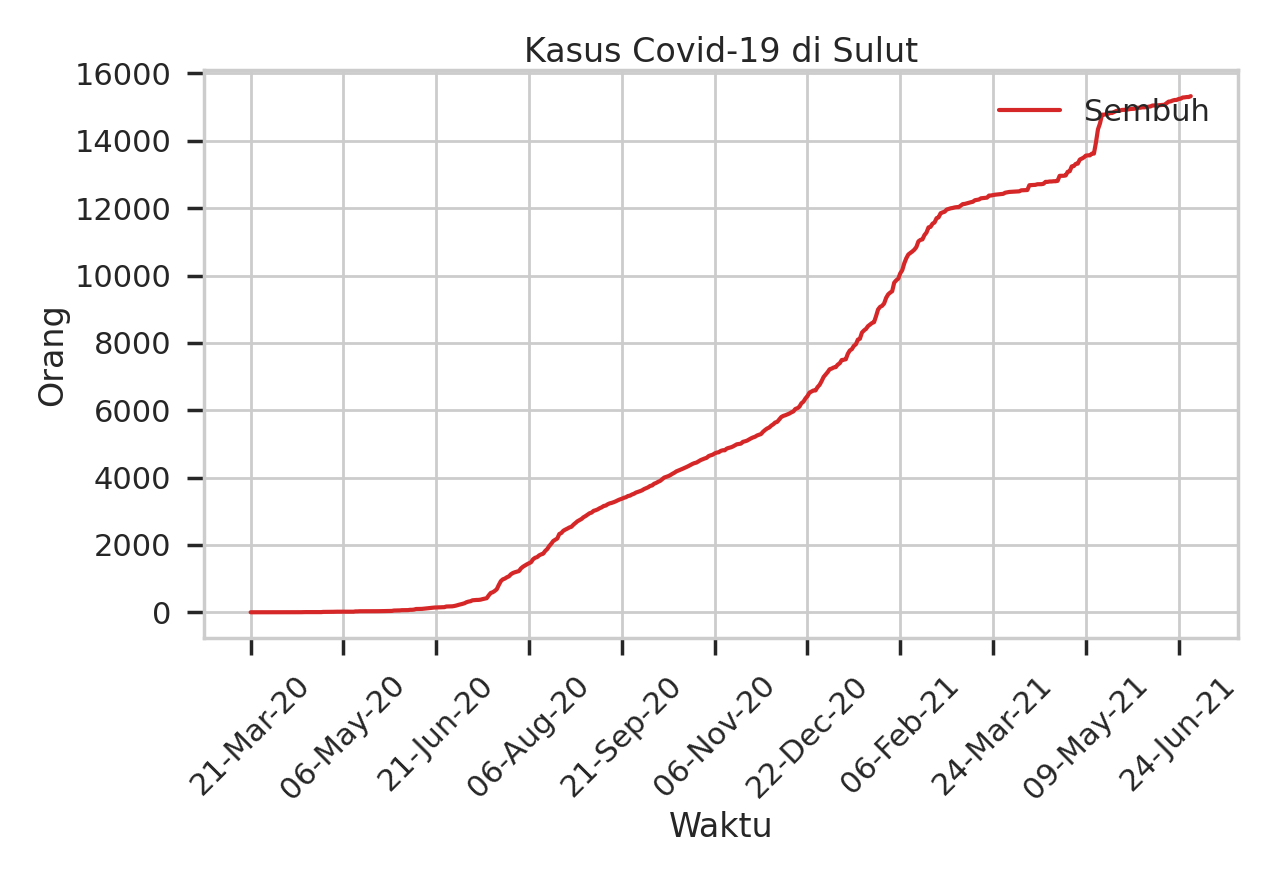 Kasus Covid-19 di Sulut
Sembuh
16000
14000
12000
10000
8000
6000
4000
2000
0
Orang
21-Mar-20
06-May-20
21-Jun-20
06-Aug-20
21-Sep-20
06-Nov-20
22-Dec-20
06-Feb-21
24-Mar-21
09-May-21
24-Jun-21
Waktu